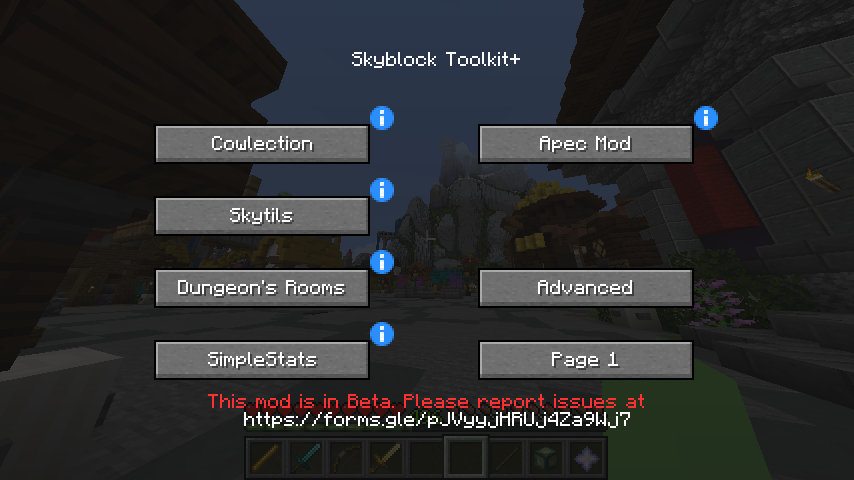 Skyblock Toolkit+
Cowlection
Apec Mod
Skytils
Dungeon's Rooms
Advanced
SimpleStats
Page 1
This mod is in Beta. Please report issues at
https://forms.gle/pJVyyjHRUj4Za9Wj7